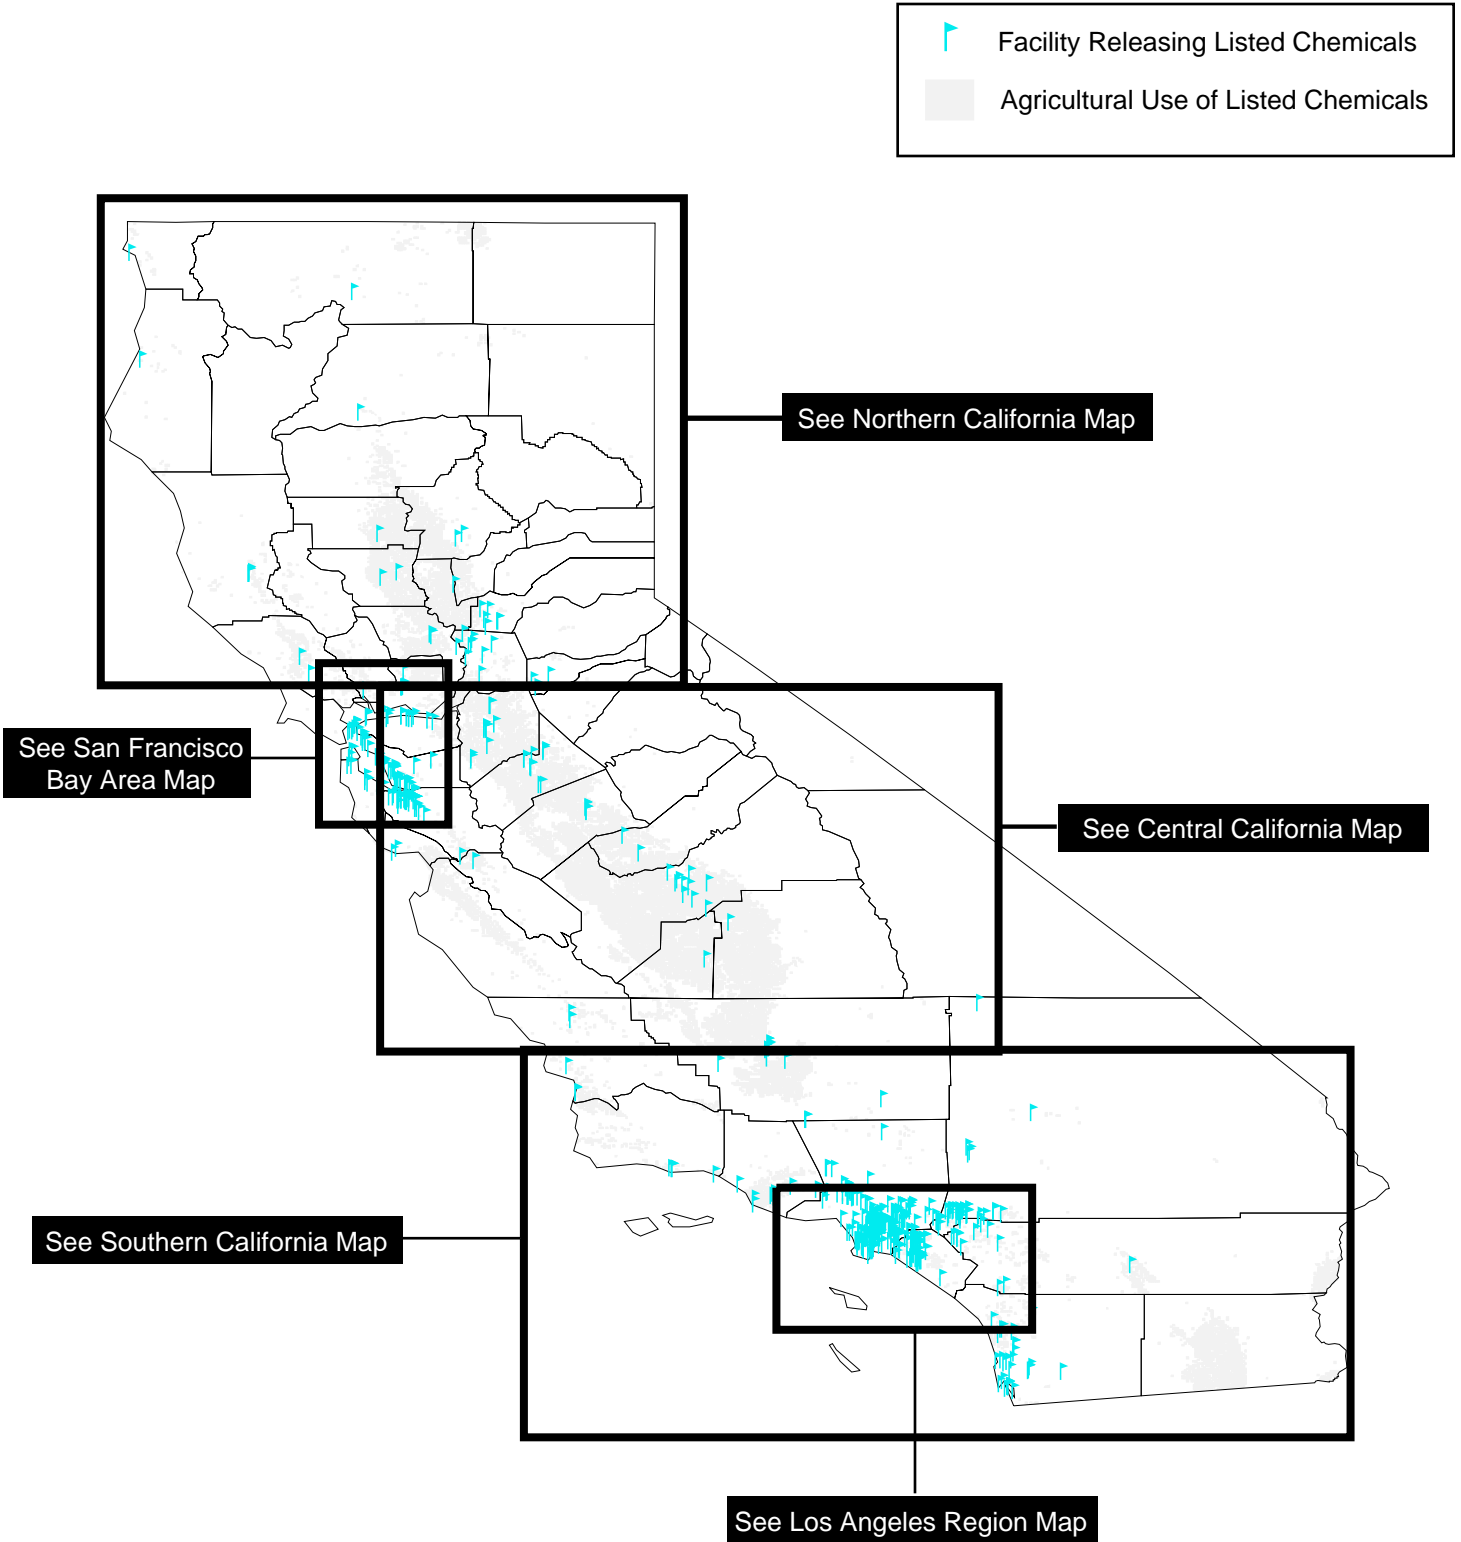 Facility Releasing Listed Chemicals
Agricultural Use of Listed Chemicals
See Northern California Map
See San Francisco
Bay Area Map
See Central California Map
See Southern California Map
See Los Angeles Region Map